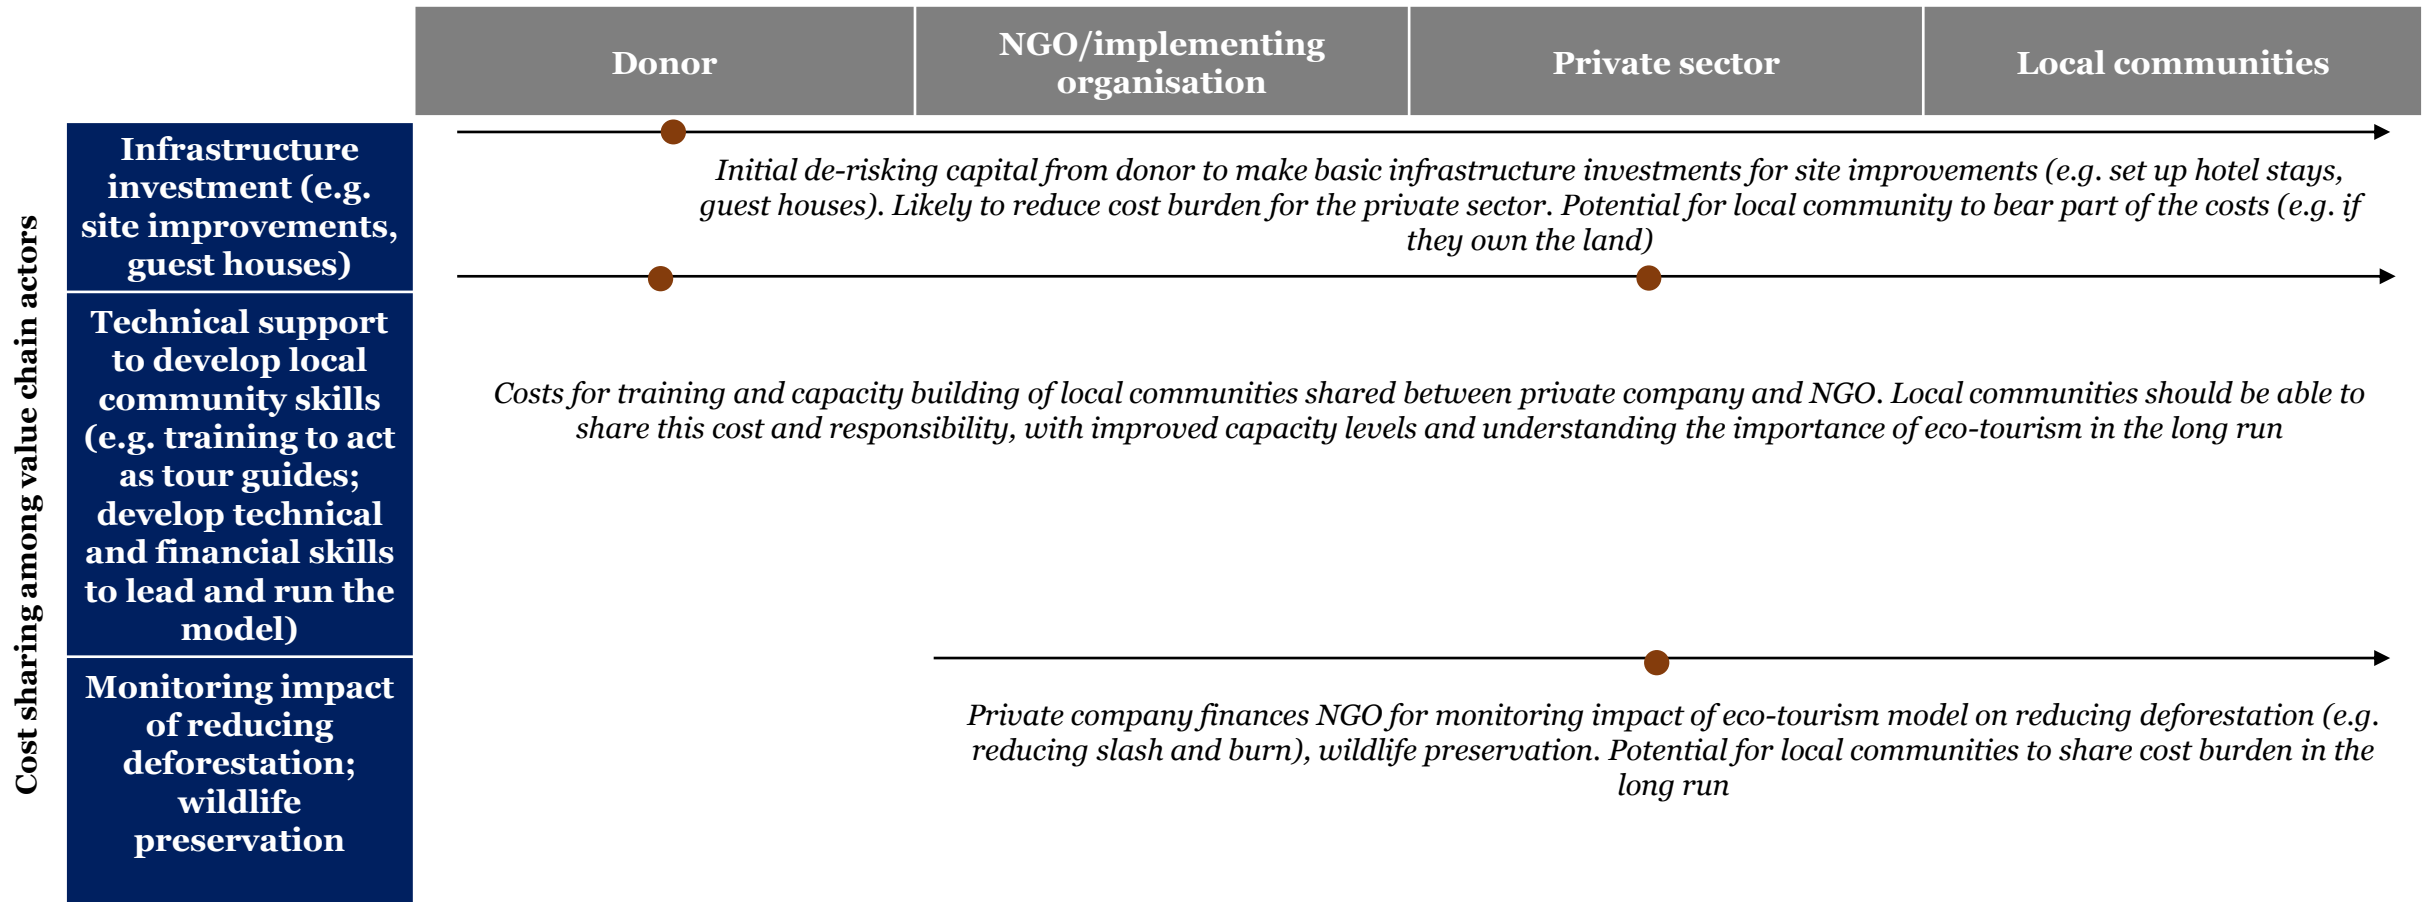 Donor
NGO/implementing
organisation
Private sector
Local communities
Cost sharing among value chain actors
Infrastructure
investment (e.g.
site improvements,
guest houses)
Initial de-risking capital from donor to make basic infrastructure investments for site improvements (e.g. set up hotel stays,
guest houses). Likely to reduce cost burden for the private sector. Potential for local community to bear part of the costs (e.g. if
they own the land)
Technical support
to develop local
community skills
(e.g. training to act
as tour guides;
develop technical
and financial skills
to lead and run the
model)
Costs for training and capacity building of local communities shared between private company and NGO. Local communities should be able to
share this cost and responsibility, with improved capacity levels and understanding the importance of eco-tourism in the long run
Monitoring impact
of reducing
deforestation;
wildlife
preservation
Private company finances NGO for monitoring impact of eco-tourism model on reducing deforestation (e.g.
reducing slash and burn), wildlife preservation. Potential for local communities to share cost burden in the
long run